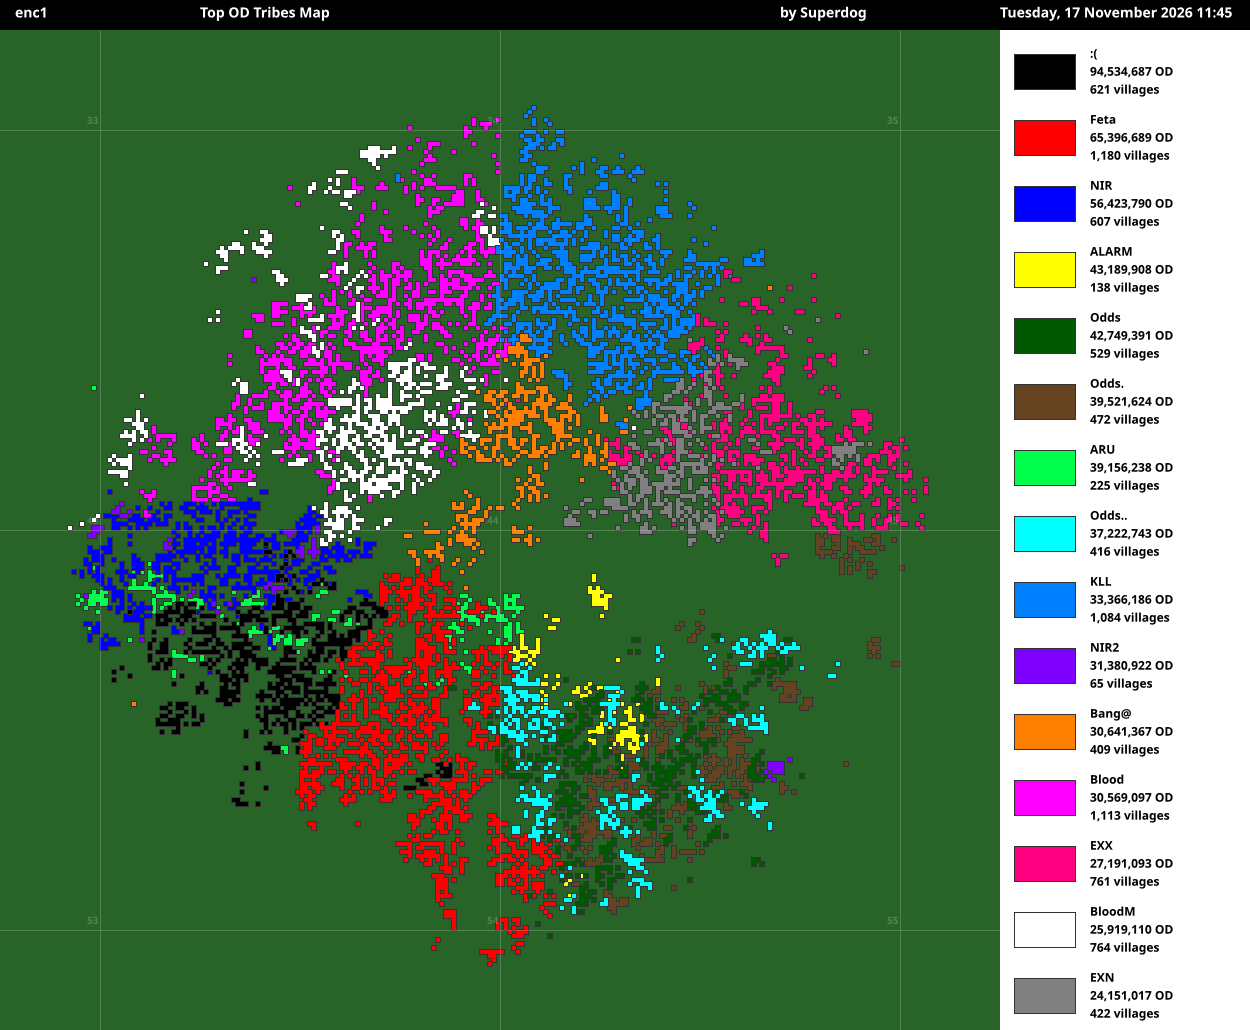 enc1 Top OD Tribes Map by Superdog Tuesday, 17 November 2026 11:45
33 35
44
53 54 55
:(
94,534,687 OD
621 villages
Feta
65,396,689 OD
1,180 villages
NIR
56,423,790 OD
607 villages
ALARM
43,189,908 OD
138 villages
Odds
42,749,391 OD
529 villages
Odds.
39,521,624 OD
472 villages
ARU
39,156,238 OD
225 villages
Odds..
37,222,743 OD
416 villages
KLL
33,366,186 OD
1,084 villages
NIR2
31,380,922 OD
65 villages
Bang@
30,641,367 OD
409 villages
Blood
30,569,097 OD
1,113 villages
EXX
27,191,093 OD
761 villages
BloodM
25,919,110 OD
764 villages
EXN
24,151,017 OD
422 villages